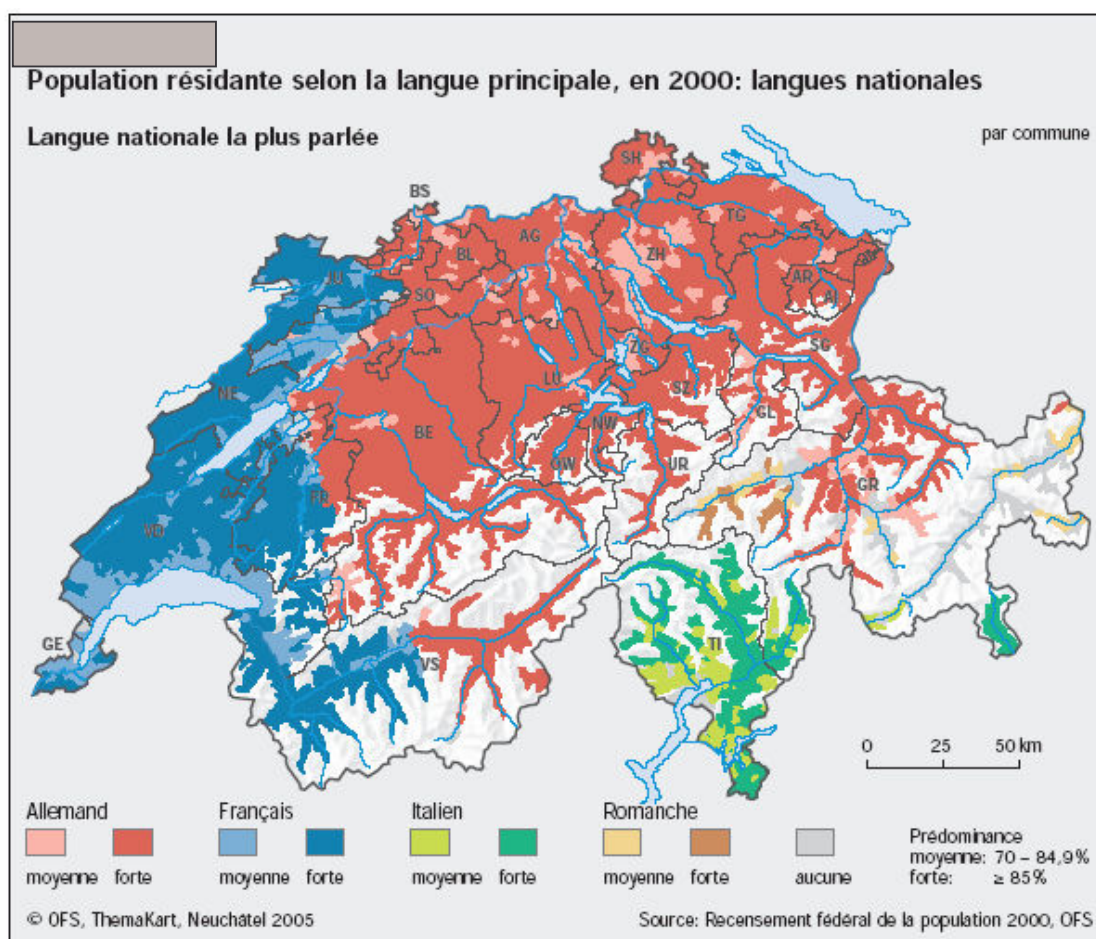 Population résidante selon la langue principale, en 2000: langues nationales
Langue nationale la plus parlée
par commune
SH
BS
TG
AG
BL
ZH
JU
AR
SO
AI
ZG
SG
LU
NE
SZ
GL
NW
BE
OW
UR
GR
FR
VD
GE
TI
VS
0 25 50 km
Allemand Français Italien Romanche
moyenne forte moyenne forte moyenne forte moyenne forte aucune
Prédominance
moyenne: 70 – 84,9%
forte: ≥ 85%
© OFS, ThemaKart, Neuchâtel 2005
Source: Recensement fédéral de la population 2000, OFS